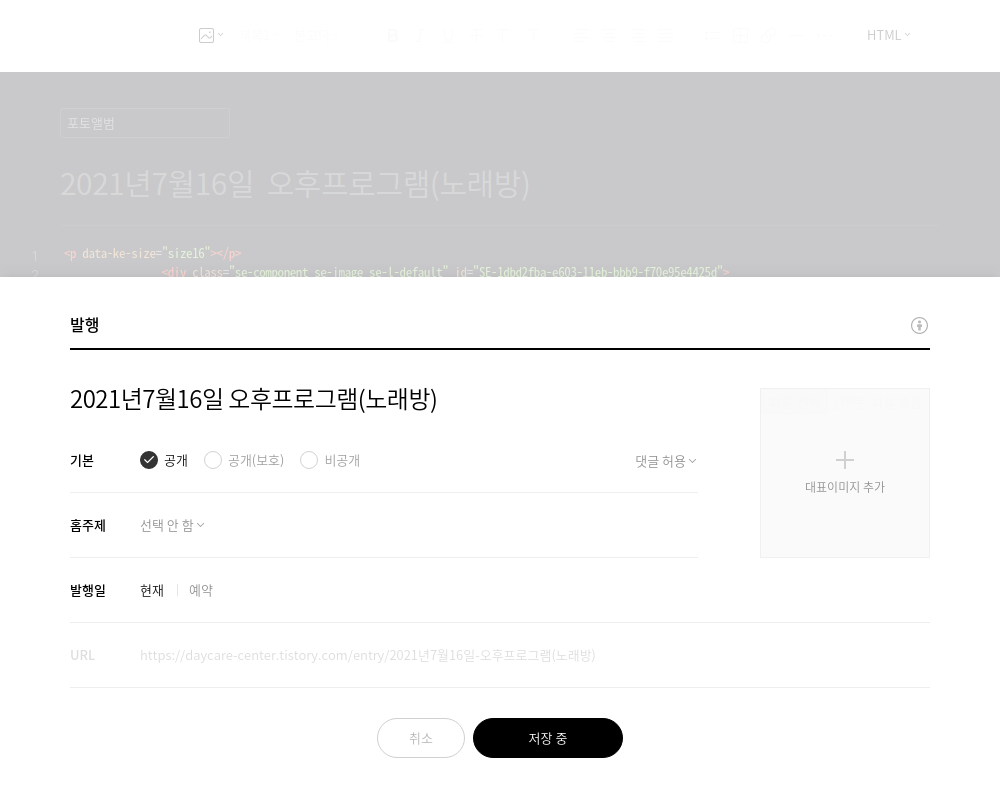 HTML
포토앨범
2021년7월16일 오후프로그램(노래방)
1 <p data-ke-size="size16"></p>
2 <div class="se-component se-image se-l-default" id="SE-1dbd2fba-e603-11eb-bbb9-f70e95e4425d">
발행
2021년7월16일 오후프로그램(노래방)
기본 공개 공개(보호) 비공개 댓글 허용
대표이미지 추가
홈주제 선택 안 함
발행일 현재 예약
URL https://daycare-center.tistory.com/entry/2021년7월16일-오후프로그램(노래방)
취소 저장 중